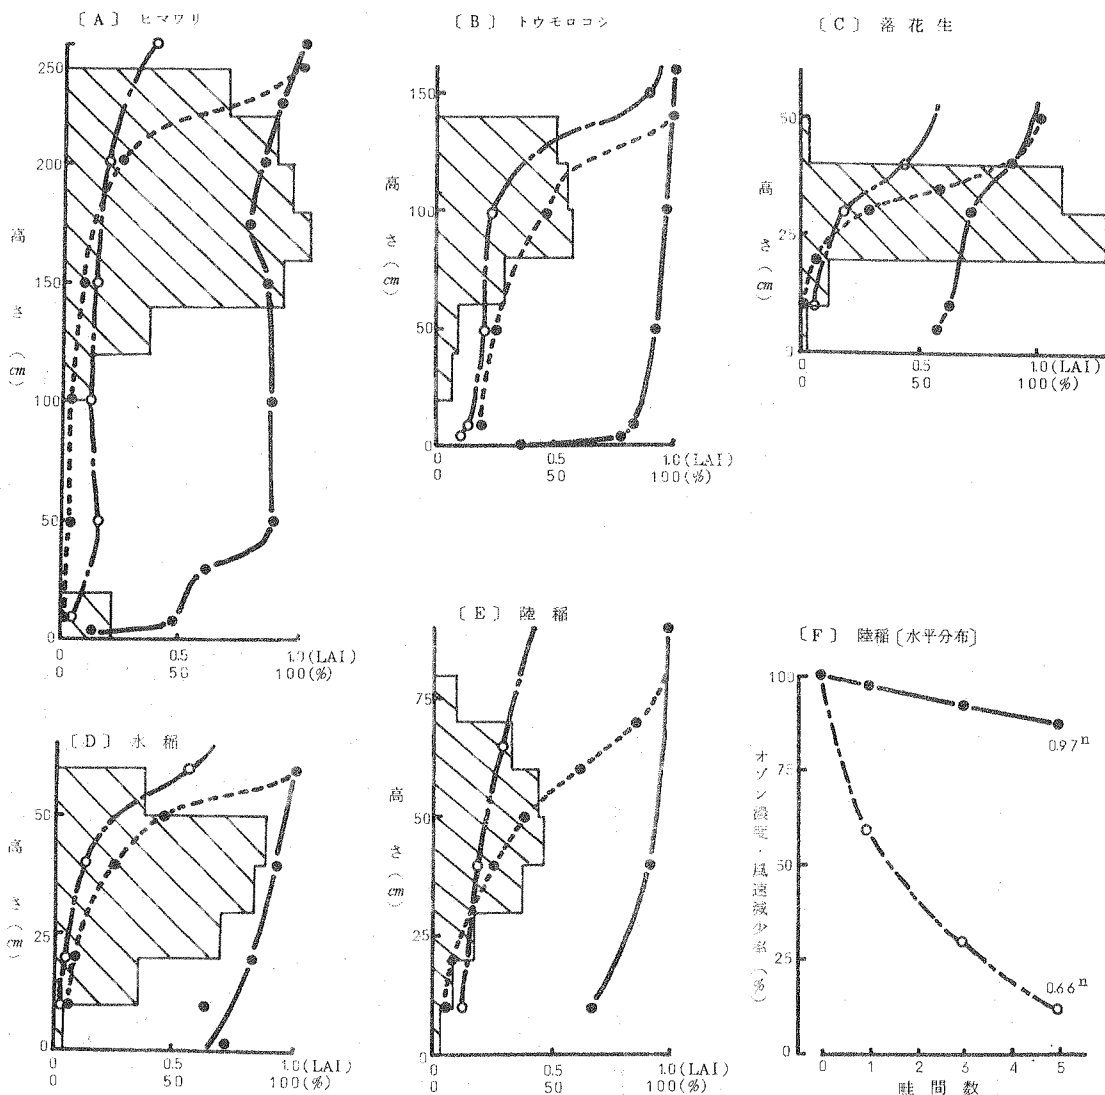 〔A〕 ヒマワリ
250
200
150
100
50
0
高さ (cm)
0 0.5 1.0 (LAI)
0 50 100 (%)
〔B〕 トウモロコシ
150
100
50
0
高さ (cm)
0 0.5 1.0 (LAI)
0 50 100 (%)
〔C〕 落花生
50
25
0
高さ (cm)
0 0.5 1.0 (LAI)
0 50 100 (%)
〔D〕 水稲
50
25
0
高さ (cm)
0 0.5 1.0 (LAI)
0 50 100 (%)
〔E〕 陸稲
75
50
25
0
高さ (cm)
0 0.5 1.0 (LAI)
0 50 100 (%)
〔F〕 陸稲〔水平分布〕
100
75
50
25
0
オゾン濃度・風速減少率 (%)
0.97ⁿ
0.66ⁿ
0 1 2 3 4 5
畦間数